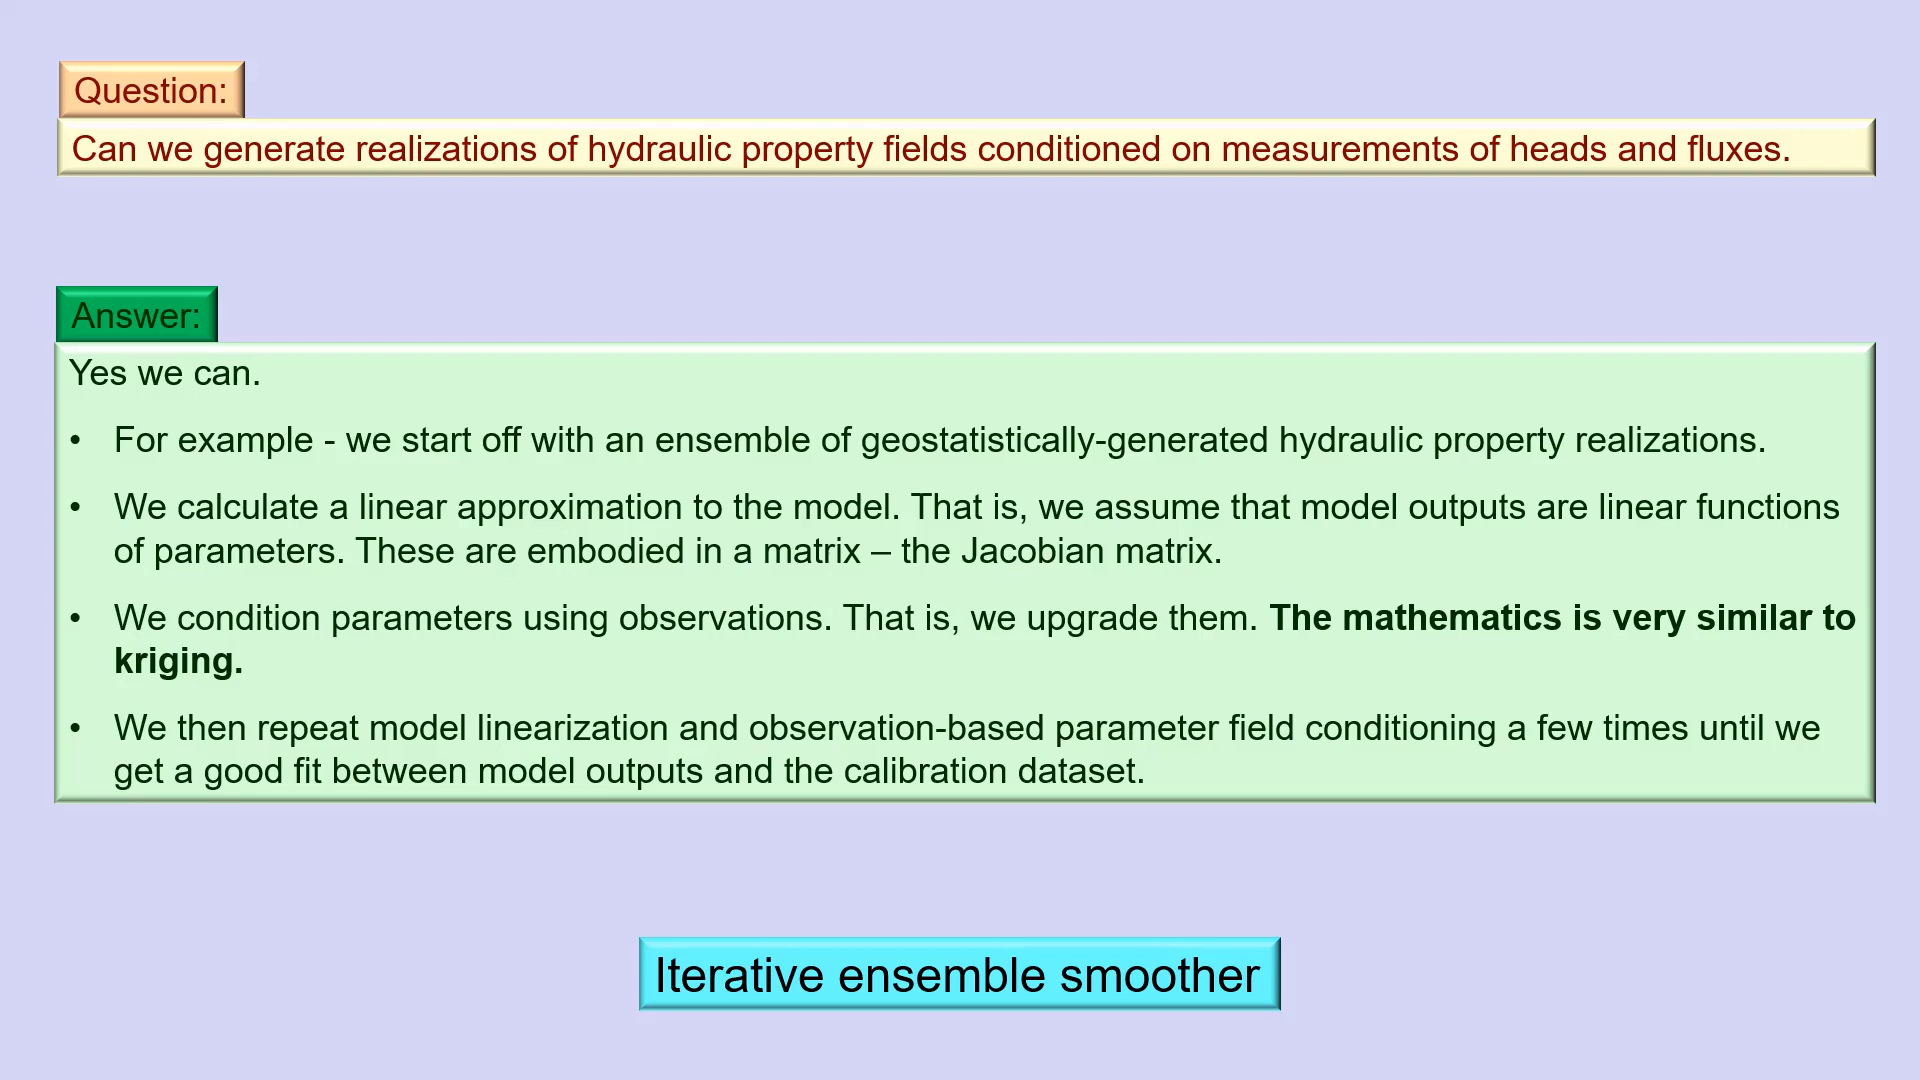 Question:
Can we generate realizations of hydraulic property fields conditioned on measurements of heads and fluxes.
Answer:
Yes we can.
• For example - we start off with an ensemble of geostatistically-generated hydraulic property realizations.
• We calculate a linear approximation to the model. That is, we assume that model outputs are linear functions
of parameters. These are embodied in a matrix – the Jacobian matrix.
• We condition parameters using observations. That is, we upgrade them. The mathematics is very similar to
kriging.
• We then repeat model linearization and observation-based parameter field conditioning a few times until we
get a good fit between model outputs and the calibration dataset.
Iterative ensemble smoother